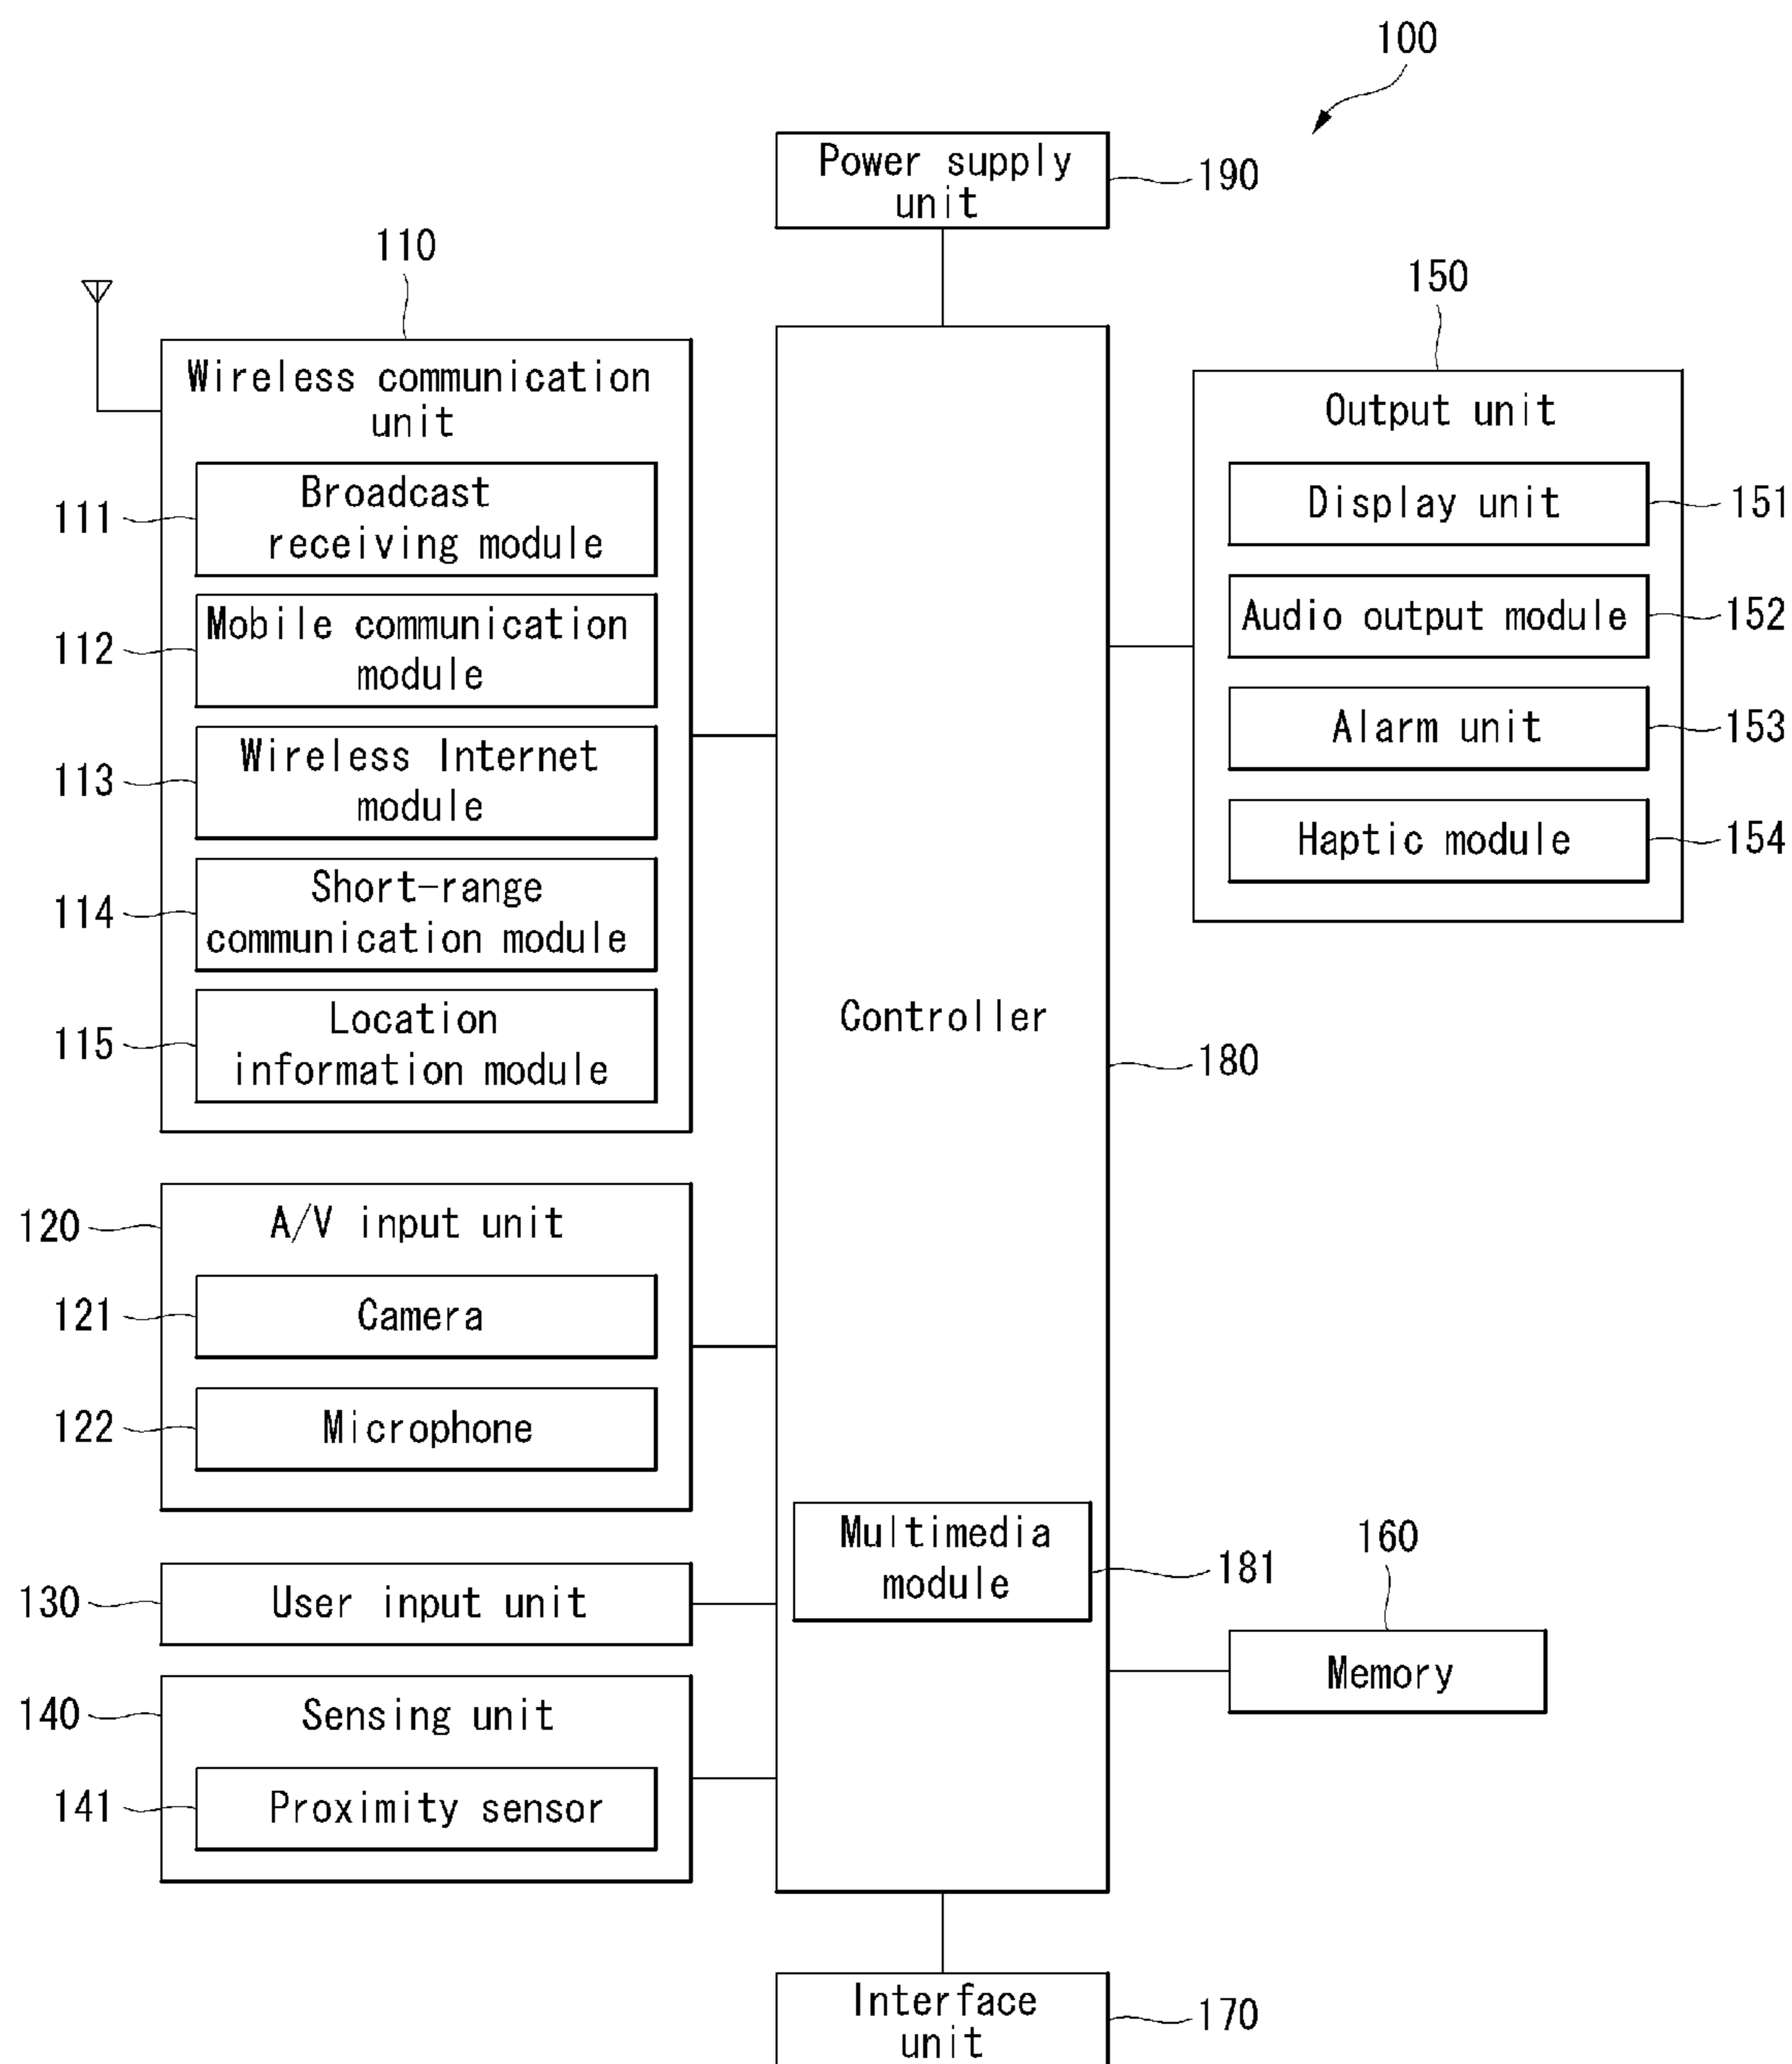 100
Power supply
unit
190
110
Wireless communication
unit
111
Broadcast
receiving module
112
Mobile communication
module
113
Wireless Internet
module
114
Short-range
communication module
115
Location
information module
120
A/V input unit
121
Camera
122
Microphone
130
User input unit
140
Sensing unit
141
Proximity sensor
Controller
180
Multimedia
module
181
150
Output unit
Display unit
151
Audio output module
152
Alarm unit
153
Haptic module
154
160
Memory
Interface
unit
170